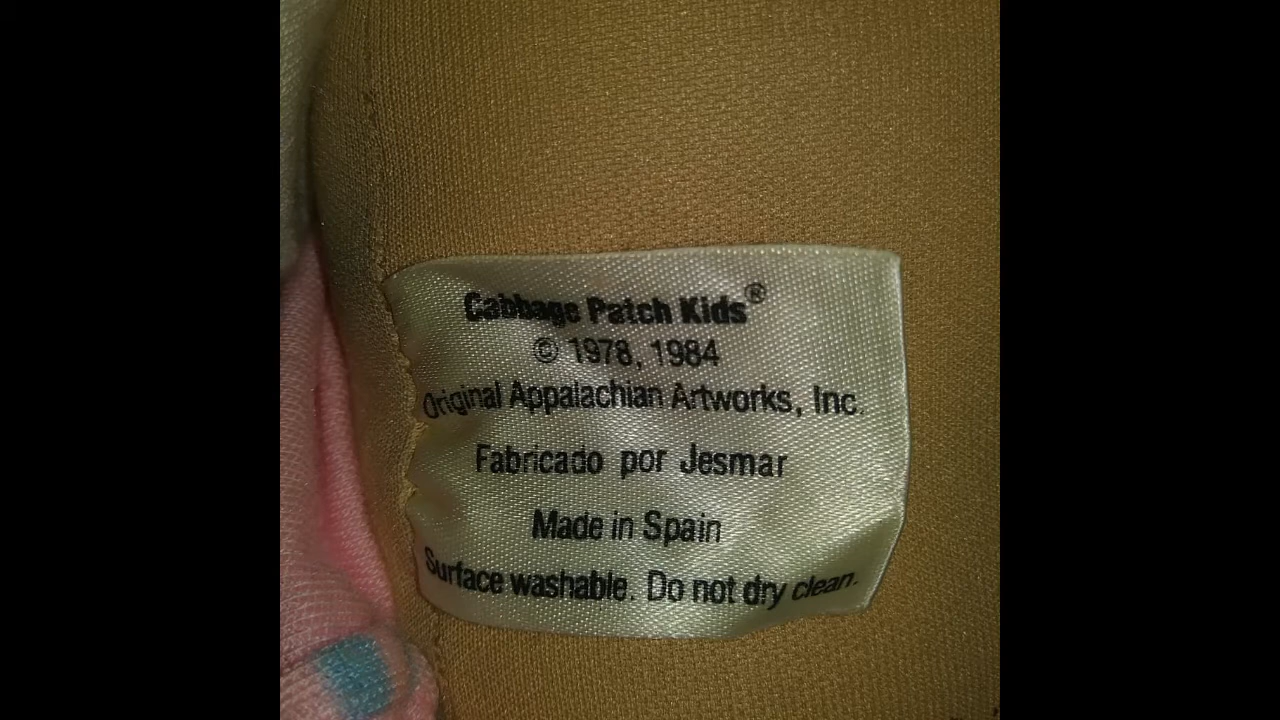 Cabbage Patch Kids®
© 1978, 1984
Original Appalachian Artworks, Inc.
Fabricado por Jesmar
Made in Spain
Surface washable. Do not dry clean.